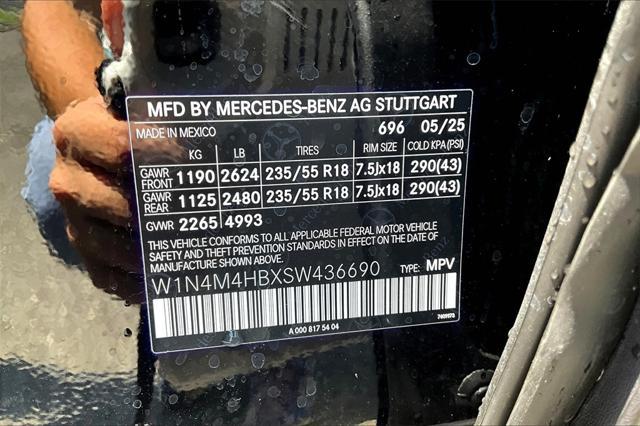 MFD BY MERCEDES-BENZ AG STUTTGART
MADE IN MEXICO 696 05/25
KG LB TIRES RIM SIZE COLD KPA (PSI)
GAWR FRONT 1190 2624 235/55 R18 7.5Jx18 290(43)
GAWR REAR 1125 2480 235/55 R18 7.5Jx18 290(43)
GVWR 2265 4993
THIS VEHICLE CONFORMS TO ALL APPLICABLE FEDERAL MOTOR VEHICLE
SAFETY AND THEFT PREVENTION STANDARDS IN EFFECT ON THE DATE OF
MANUFACTURE SHOWN ABOVE.
W1N4M4HBXSW436690 TYPE: MPV
A 000 817 54 04